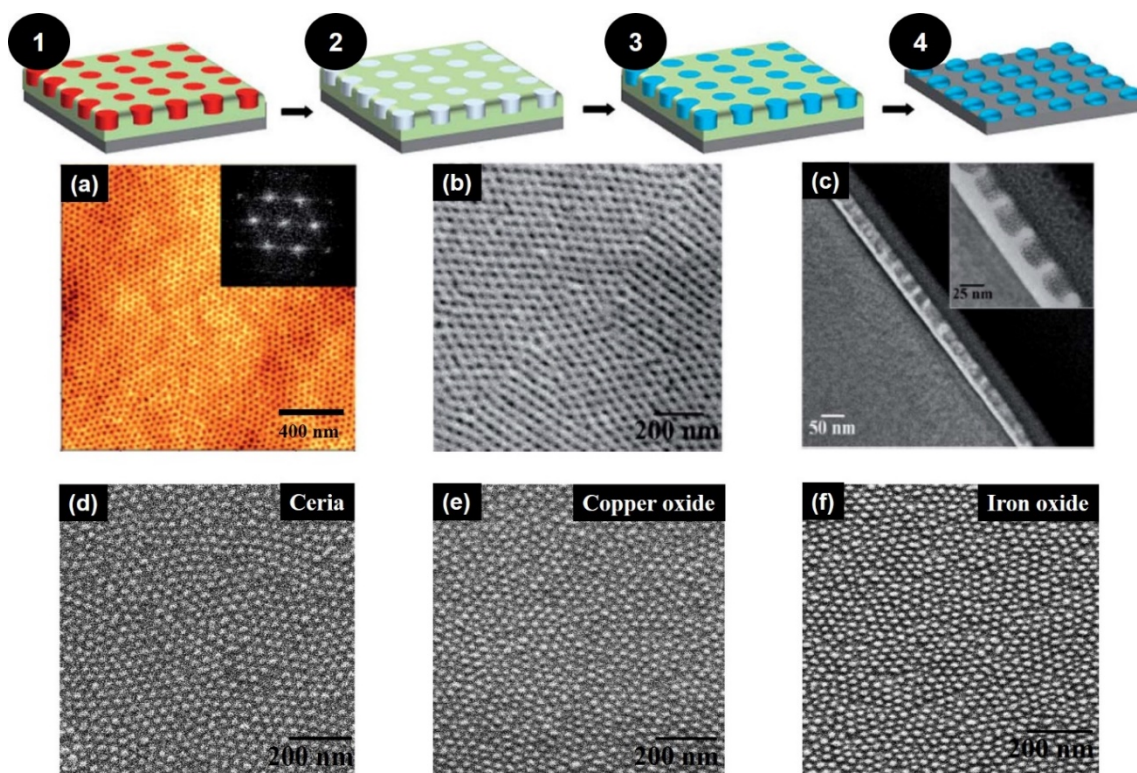 1
2
3
4
(a)
400 nm
(b)
200 nm
(c)
25 nm
50 nm
(d)
Ceria
200 nm
(e)
Copper oxide
200 nm
(f)
Iron oxide
200 nm